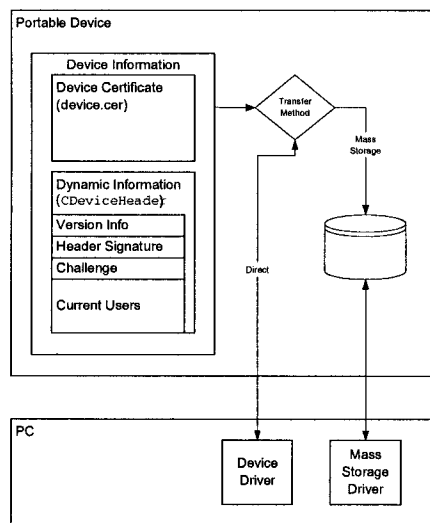 Portable Device
Device Information
Device Certificate
(device.cer)
Dynamic Information
(CDeviceHeader)
Version Info
Header Signature
Challenge
Current Users
Transfer
Method
Mass
Storage
Direct
PC
Device
Driver
Mass
Storage
Driver